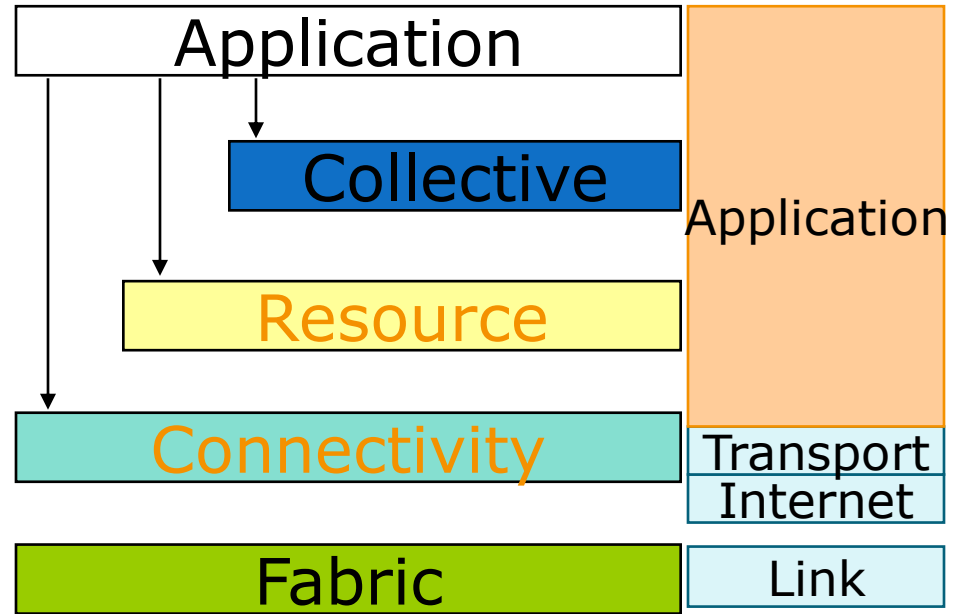 Application
Collective
Resource
Connectivity
Fabric
Application
Transport
Internet
Link